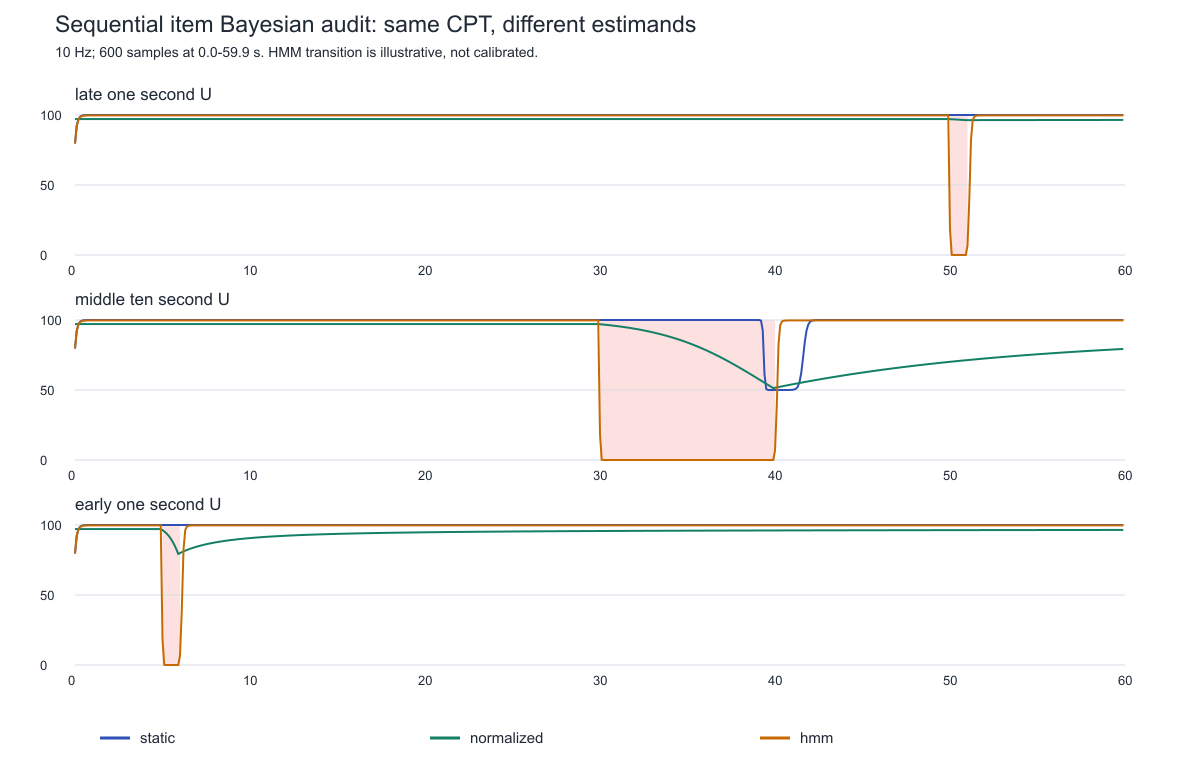 Sequential item Bayesian audit: same CPT, different estimands
10 Hz; 600 samples at 0.0-59.9 s. HMM transition is illustrative, not calibrated.
late one second U
100
50
0
0 10 20 30 40 50 60
middle ten second U
100
50
0
0 10 20 30 40 50 60
early one second U
100
50
0
0 10 20 30 40 50 60
static normalized hmm